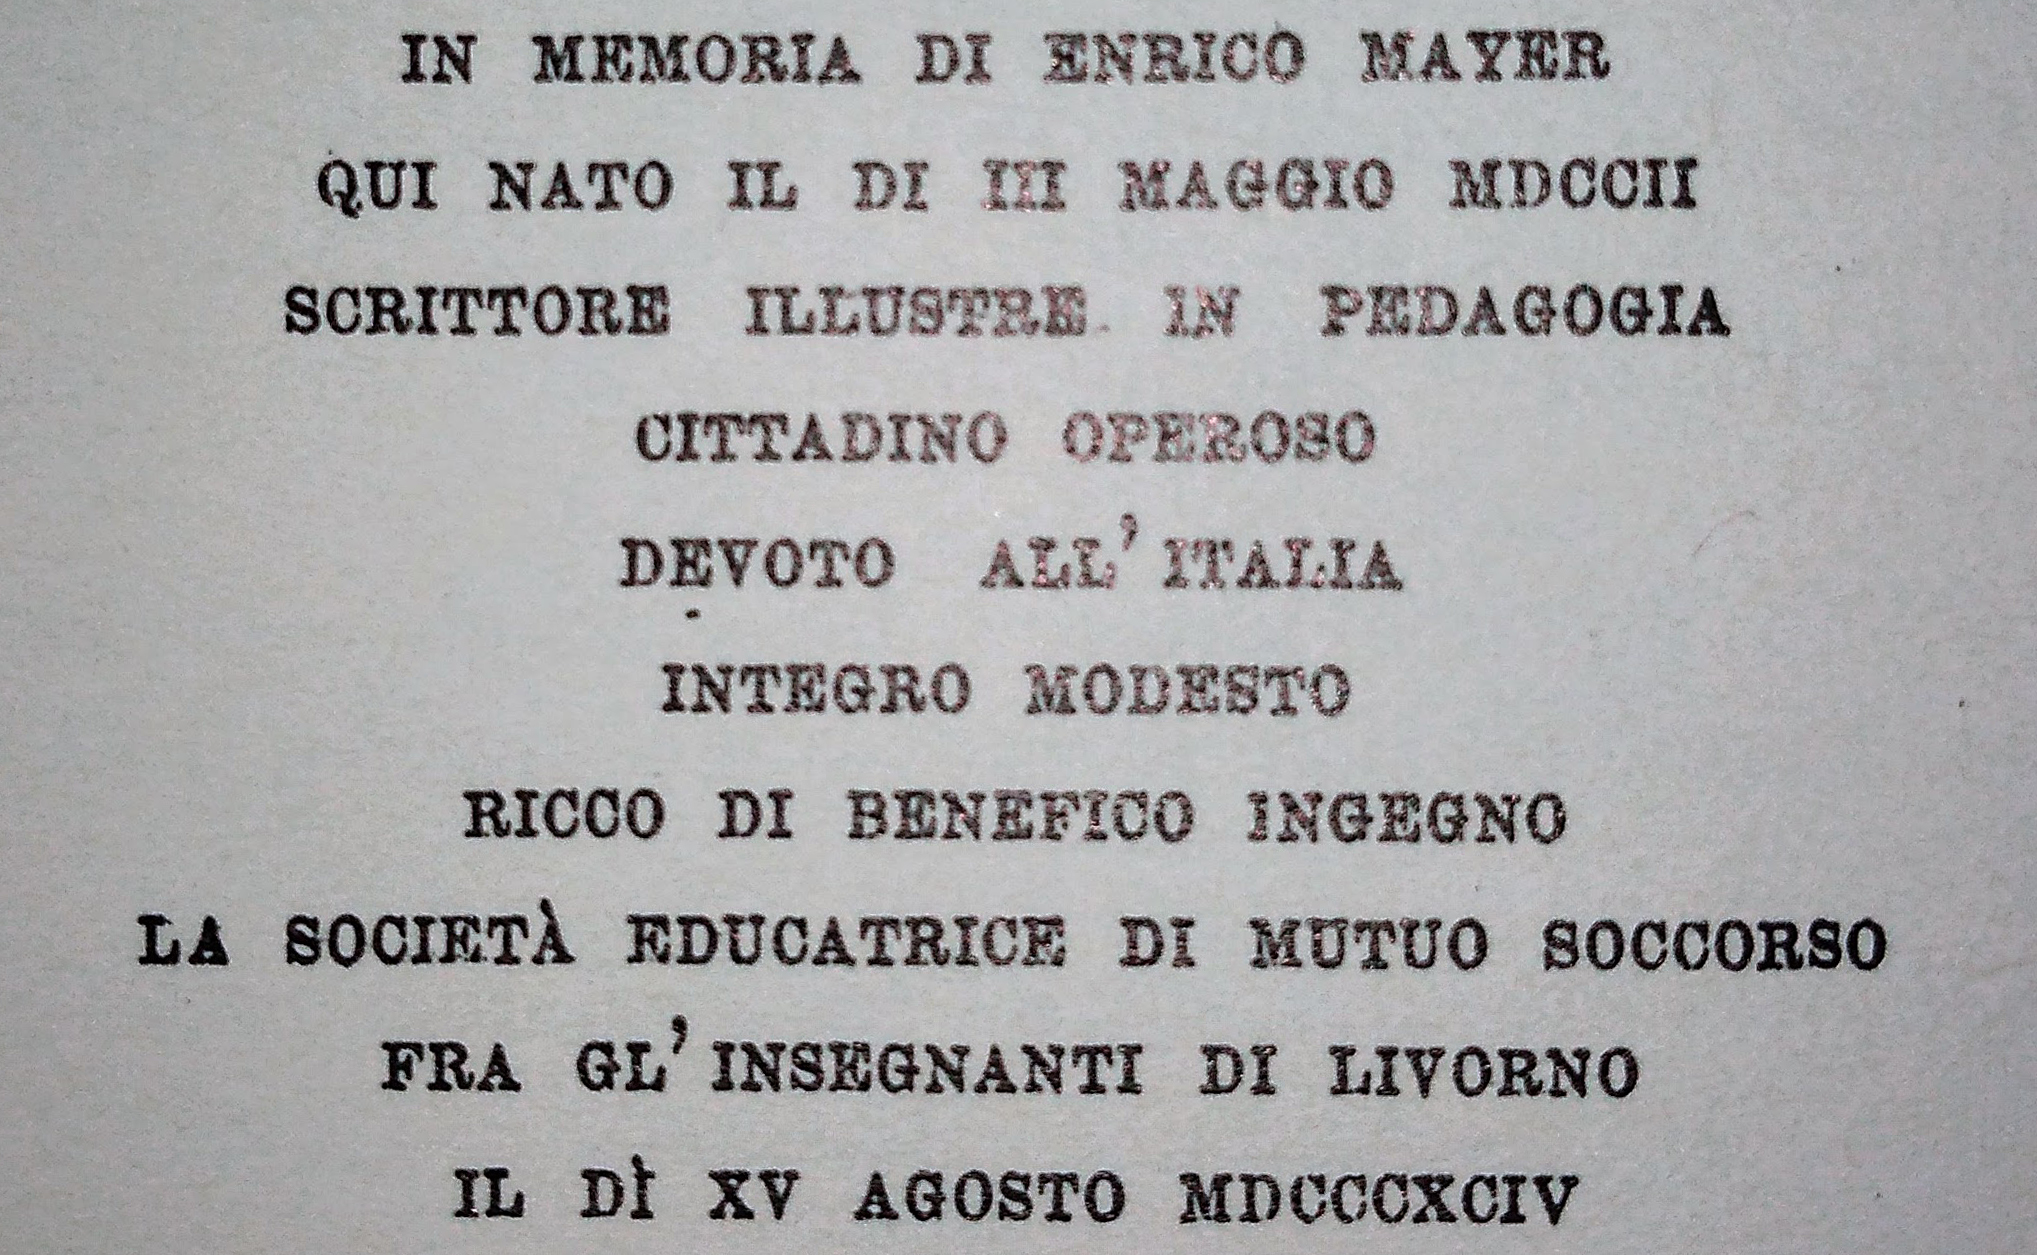 IN MEMORIA DI ENRICO MAYER
QUI NATO IL DI III MAGGIO MDCCII
SCRITTORE ILLUSTRE IN PEDAGOGIA
CITTADINO OPEROSO
DEVOTO ALL'ITALIA
INTEGRO MODESTO
RICCO DI BENEFICO INGEGNO
LA SOCIETÀ EDUCATRICE DI MUTUO SOCCORSO
FRA GL'INSEGNANTI DI LIVORNO
IL DÌ XV AGOSTO MDCCCXCIV